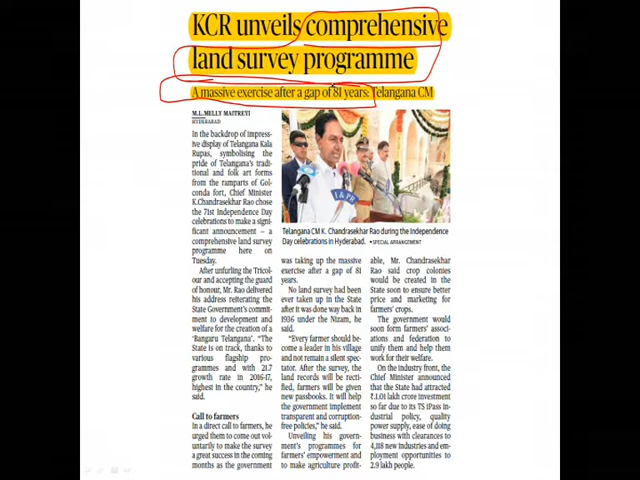 KCR unveils comprehensive
land survey programme
A massive exercise after a gap of 81 years: Telangana CM
M.L.MELLY MAITREYI
HYDERABAD
In the backdrop of impress-
ive display of Telangana Kala
Rupas, symbolising the
pride of Telangana's tradit-
ional and folk art forms
from the ramparts of Gol-
conda fort, Chief Minister
K.Chandrasekhar Rao chose
the 71st Independence Day
celebrations to make a signi-
ficant announcement – a
comprehensive land survey
programme here on
Tuesday.
After unfurling the Tricol-
our and accepting the guard
of honour, Mr. Rao delivered
his address reiterating the
State Government's commit-
ment to development and
welfare for the creation of a
'Bangaru Telangana'. "The
State is on track, thanks to
various flagship pro-
grammes and with 21.7
growth rate in 2016-17,
highest in the country," he
said.
Call to farmers
In a direct call to farmers, he
urged them to come out vol-
untarily to make the survey
a great success in the coming
months as the government
I & PR
Telangana CM K. Chandrasekhar Rao during the Independence
Day celebrations in Hyderabad. • SPECIAL ARRANGEMENT
was taking up the massive
exercise after a gap of 81
years.
No land survey had been
ever taken up in the State
after it was done way back in
1936 under the Nizam, he
said.
"Every farmer should be-
come a leader in his village
and not remain a silent spec-
tator. After the survey, the
land records will be recti-
fied, farmers will be given
new passbooks. It will help
the government implement
transparent and corruption-
free policies," he said.
Unveiling his govern-
ment's programmes for
farmers' empowerment and
to make agriculture profit-
able, Mr. Chandrasekhar
Rao said crop colonies
would be created in the
State soon to ensure better
price and marketing for
farmers' crops.
The government would
soon form farmers' associ-
ations and federation to
unify them and help them
work for their welfare.
On the industry front, the
Chief Minister announced
that the State had attracted
₹1.01 lakh crore investment
so far due to its TS iPass in-
dustrial policy, quality
power supply, ease of doing
business with clearances to
4,118 new industries and em-
ployment opportunities to
2.9 lakh people.